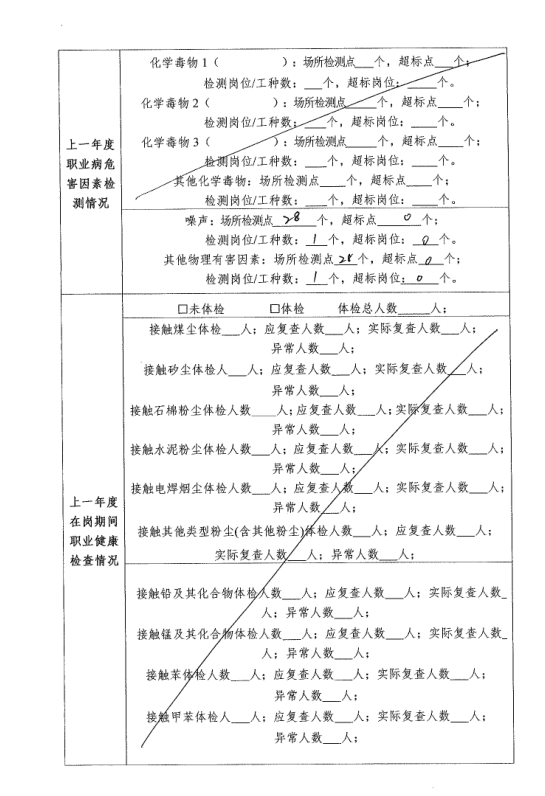 上一年度
职业病危
害因素检
测情况
化学毒物1（　　　　）：场所检测点___个，超标点___个；
检测岗位/工种数：___个，超标岗位：____个。
化学毒物2（　　　　）：场所检测点____个，超标点____个；
检测岗位/工种数：___个，超标岗位：____个。
化学毒物3（　　　　）：场所检测点____个，超标点____个；
检测岗位/工种数：___个，超标岗位：____个。
其他化学毒物：场所检测点____个，超标点____个；
检测岗位/工种数：___个，超标岗位：____个。
噪声：场所检测点 28 个，超标点 0 个；
检测岗位/工种数： 1 个，超标岗位： 0 个。
其他物理有害因素：场所检测点 28 个，超标点 0 个；
检测岗位/工种数： 1 个，超标岗位： 0 个。
上一年度
在岗期间
职业健康
检查情况
□未体检　　□体检　　体检总人数______人；
接触煤尘体检___人；应复查人数___人；实际复查人数___人；
异常人数___人；
接触矽尘体检人___人；应复查人数___人；实际复查人数___人；
异常人数___人；
接触石棉粉尘体检人数____人；应复查人数___人；实际复查人数___人；
异常人数___人；
接触水泥粉尘体检人数___人；应复查人数___人；实际复查人数___人；
异常人数___人；
接触电焊烟尘体检人数___人；应复查人数___人；实际复查人数___人；
异常人数___人；
接触其他类型粉尘(含其他粉尘)体检人数___人；应复查人数___人；
实际复查人数___人；异常人数___人；
接触铅及其化合物体检人数___人；应复查人数___人；实际复查人数_
人；异常人数___人；
接触锰及其化合物体检人数___人；应复查人数___人；实际复查人数_
人；异常人数___人；
接触苯体检人数___人；应复查人数___人；实际复查人数___人；
异常人数___人；
接触甲苯体检人___人；应复查人数___人；实际复查人数___人；
异常人数___人；